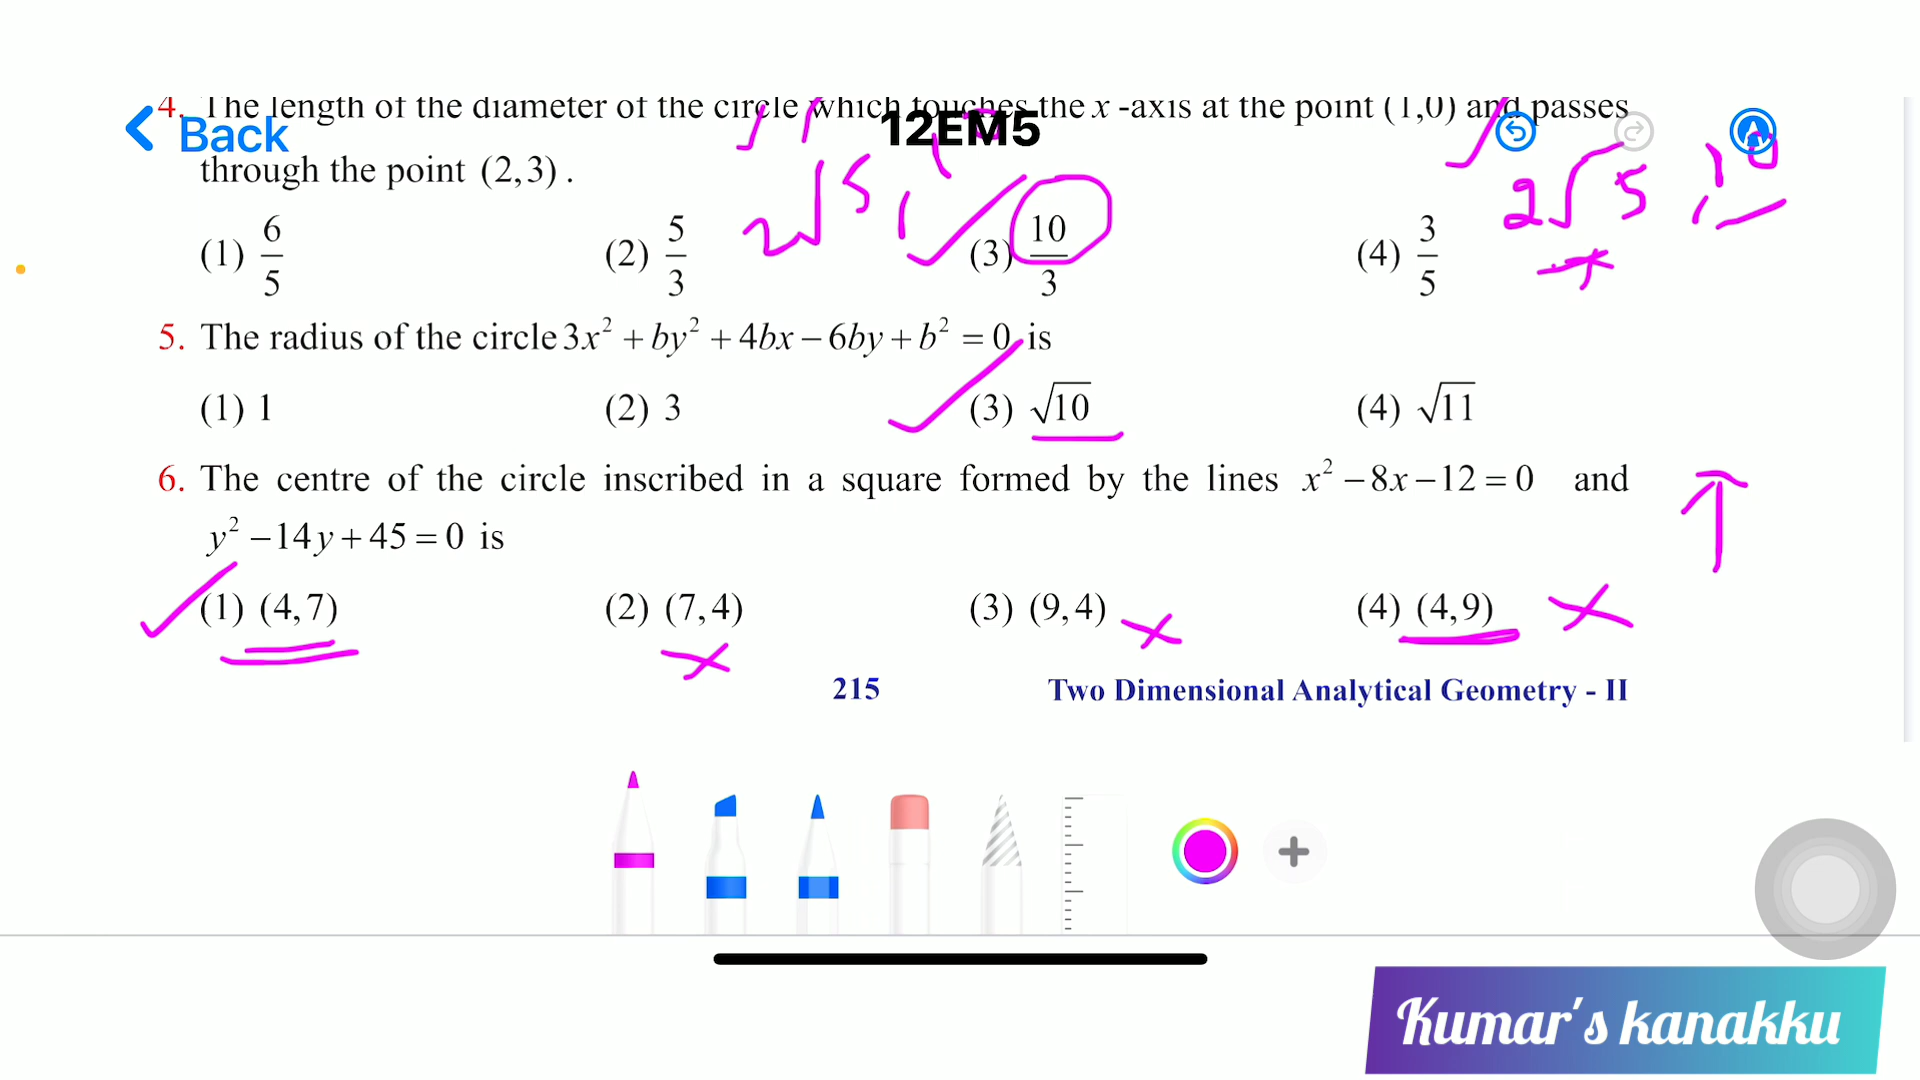 4. The length of the diameter of the circle which touches the x -axis at the point (1,0) and passes
Back
12EM5
through the point (2,3).
2√5
2√5
10
(1) 6/5 (2) 5/3 (3) 10/3 (4) 3/5
5. The radius of the circle 3x² + by² + 4bx − 6by + b² = 0 is
(1) 1 (2) 3 (3) √10 (4) √11
6. The centre of the circle inscribed in a square formed by the lines x² − 8x − 12 = 0 and
y² − 14y + 45 = 0 is
(1) (4,7) (2) (7,4) (3) (9,4) (4) (4,9)
215 Two Dimensional Analytical Geometry - II
Kumar's kanakku